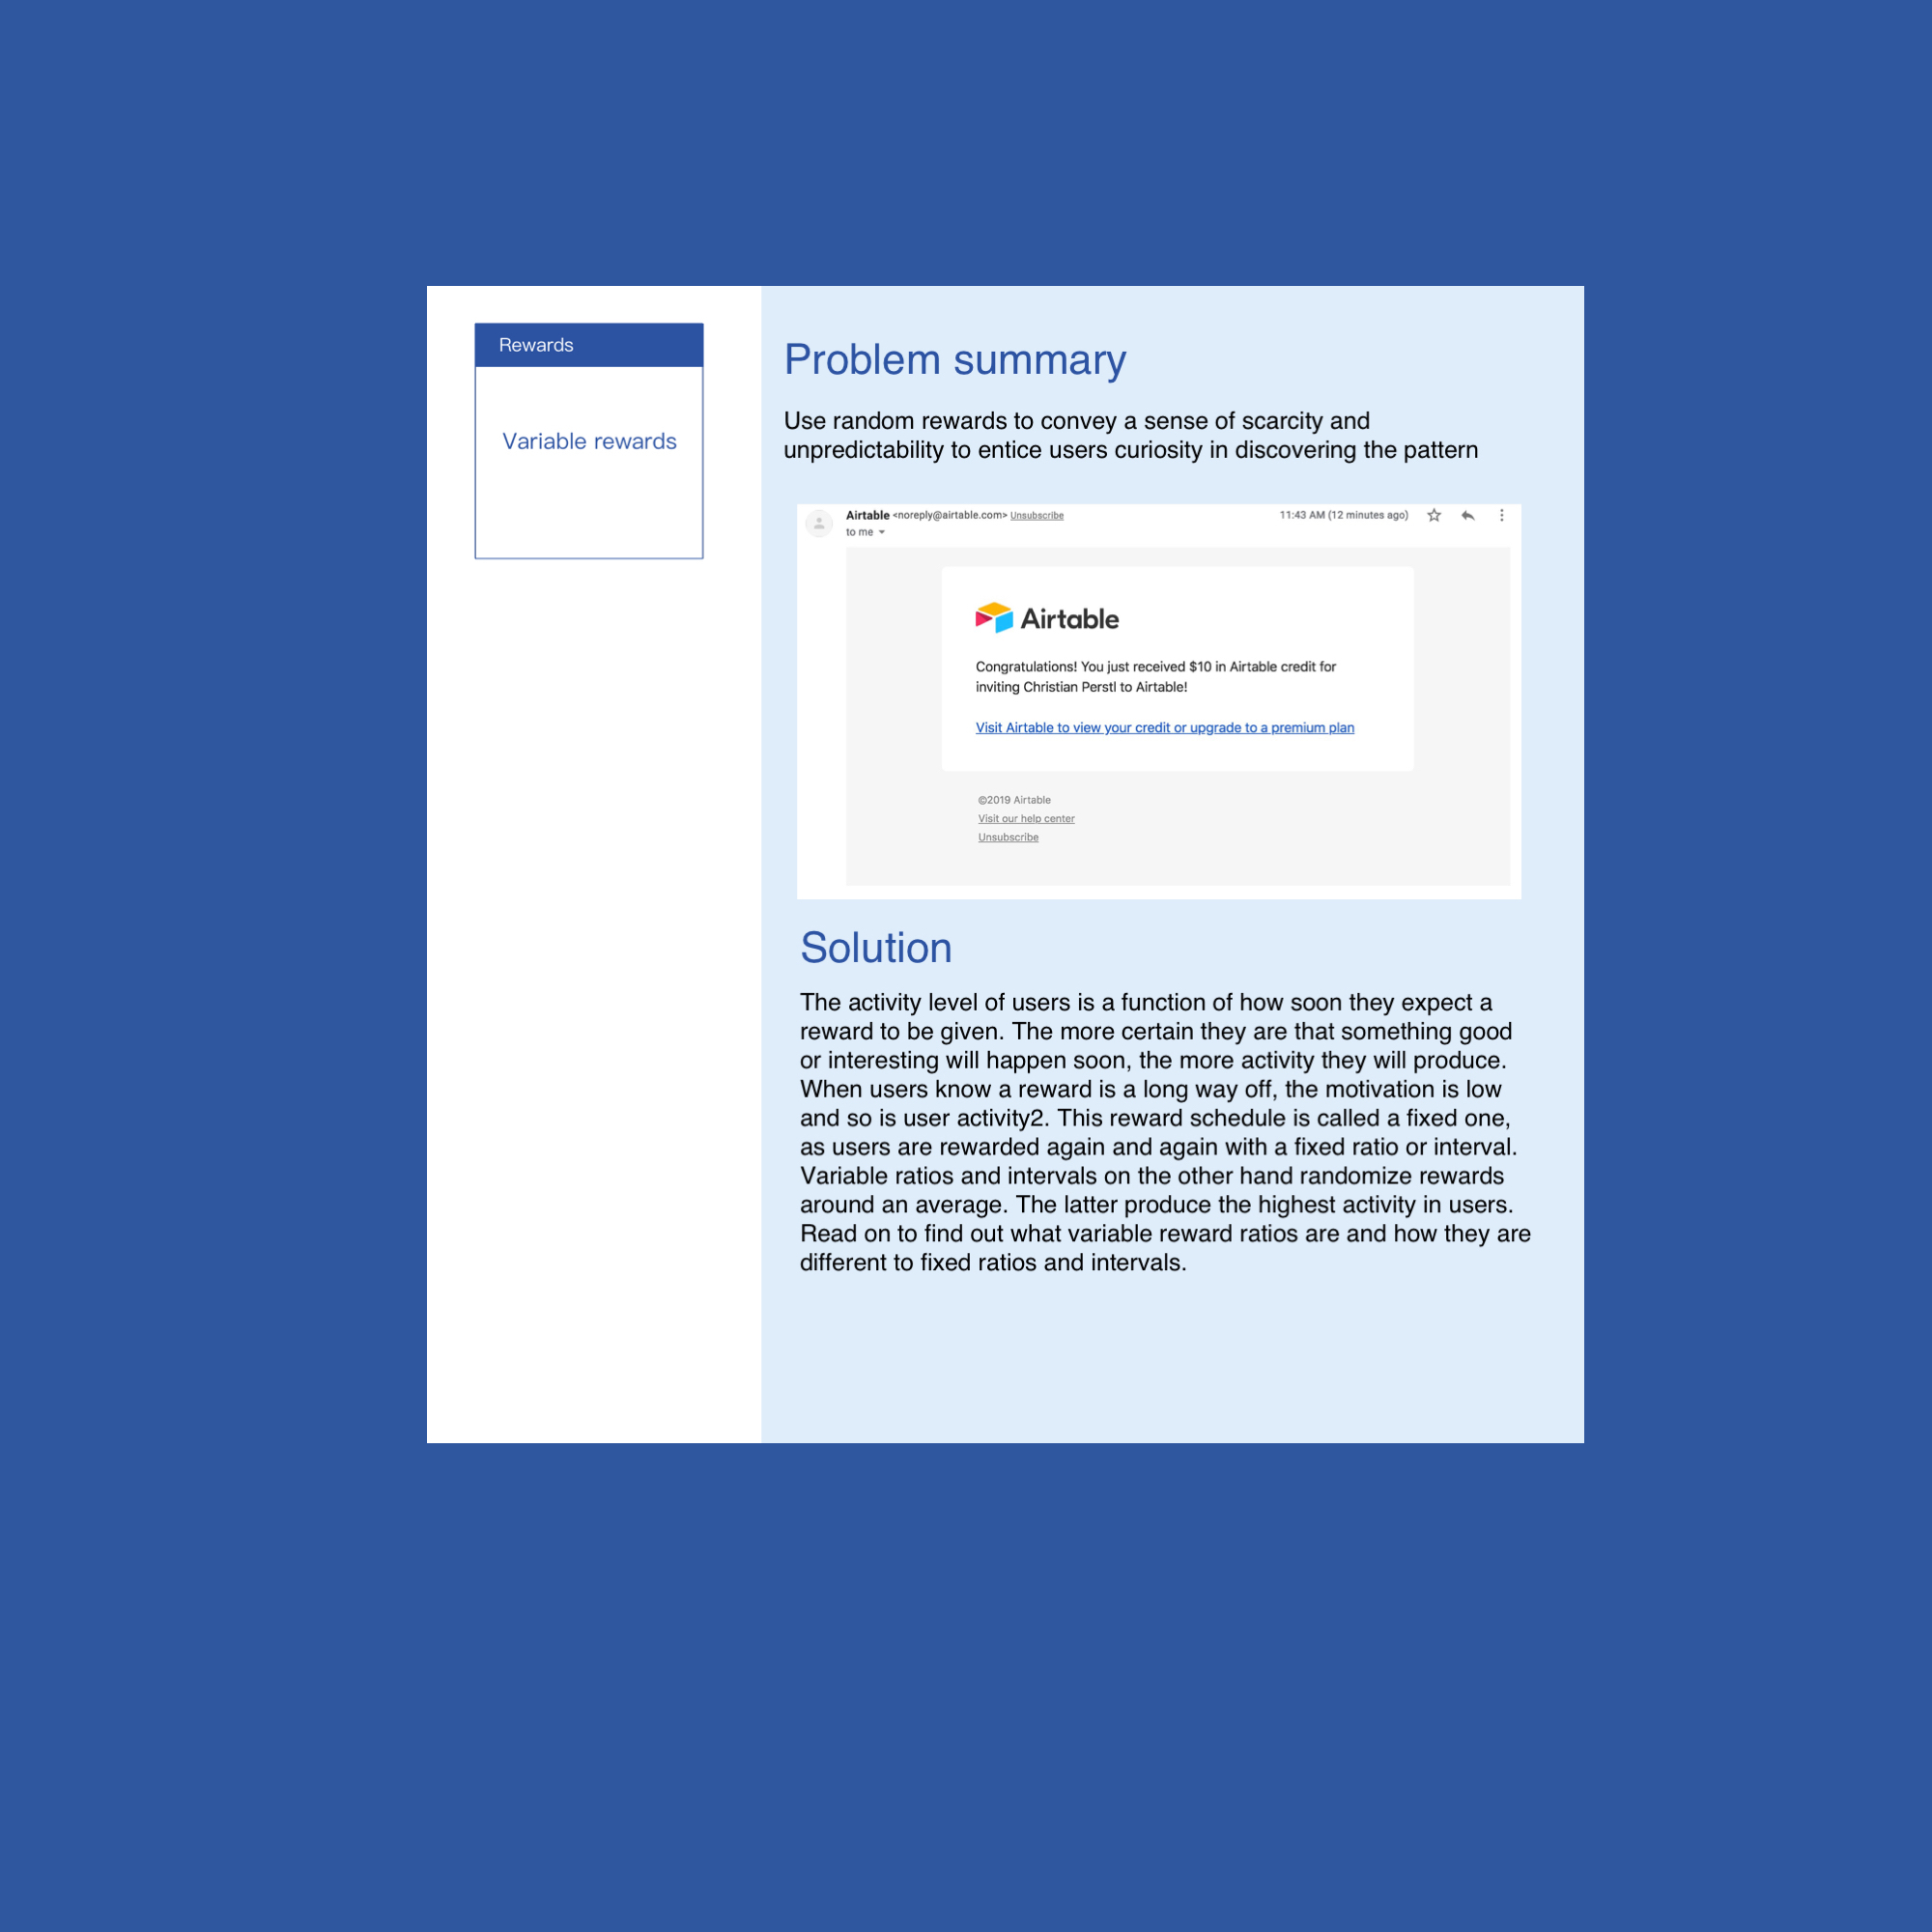 Rewards
Variable rewards
Problem summary
Use random rewards to convey a sense of scarcity and
unpredictability to entice users curiosity in discovering the pattern
Airtable <noreply@airtable.com> Unsubscribe
11:43 AM (12 minutes ago)
to me
Airtable
Congratulations! You just received $10 in Airtable credit for
inviting Christian Perstl to Airtable!
Visit Airtable to view your credit or upgrade to a premium plan
©2019 Airtable
Visit our help center
Unsubscribe
Solution
The activity level of users is a function of how soon they expect a
reward to be given. The more certain they are that something good
or interesting will happen soon, the more activity they will produce.
When users know a reward is a long way off, the motivation is low
and so is user activity2. This reward schedule is called a fixed one,
as users are rewarded again and again with a fixed ratio or interval.
Variable ratios and intervals on the other hand randomize rewards
around an average. The latter produce the highest activity in users.
Read on to find out what variable reward ratios are and how they are
different to fixed ratios and intervals.